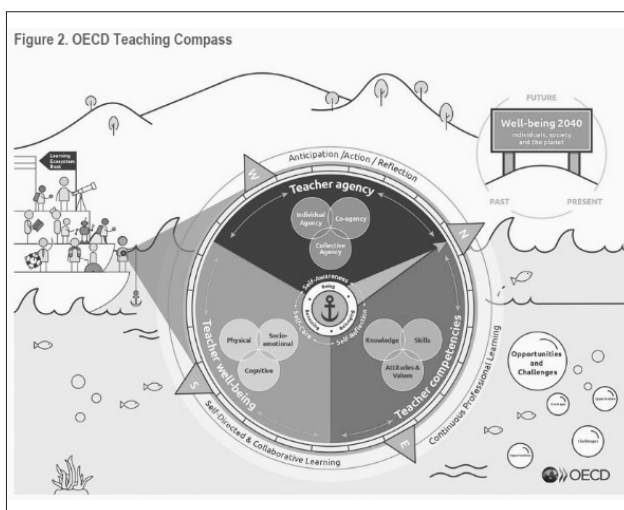 Figure 2. OECD Teaching Compass
FUTURE
Well-being 2040
Individuals, society
and the planet
PAST
PRESENT
Learning
Ecosystem
Boat
Anticipation /Action / Reflection
W
N
Teacher agency
Individual
Agency
Co-agency
Collective
Agency
Self-Awareness
Being
Belonging
Self-Care
Self-Reflection
Teacher well-being
Physical
Socio-
emotional
Cognitive
Teacher competencies
Knowledge
Skills
Attitudes &
Values
S
E
Self-Directed & Collaborative Learning
Continuous Professional Learning
Opportunities
and
Challenges
Opportunities
Challenges
OECD